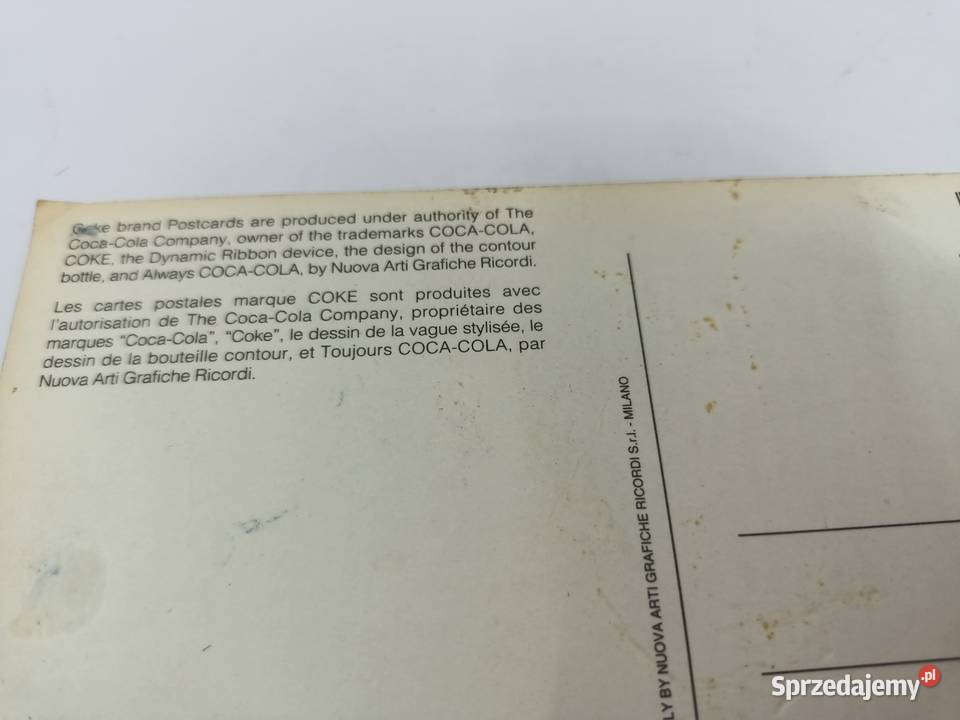 Coke brand Postcards are produced under authority of The
Coca-Cola Company, owner of the trademarks COCA-COLA,
COKE, the Dynamic Ribbon device, the design of the contour
bottle, and Always COCA-COLA, by Nuova Arti Grafiche Ricordi.
Les cartes postales marque COKE sont produites avec
l'autorisation de The Coca-Cola Company, propriétaire des
marques "Coca-Cola", "Coke", le dessin de la vague stylisée, le
dessin de la bouteille contour, et Toujours COCA-COLA, par
Nuova Arti Grafiche Ricordi.
LY BY NUOVA ARTI GRAFICHE RICORDI S.r.l. - MILANO
Sprzedajemy.pl